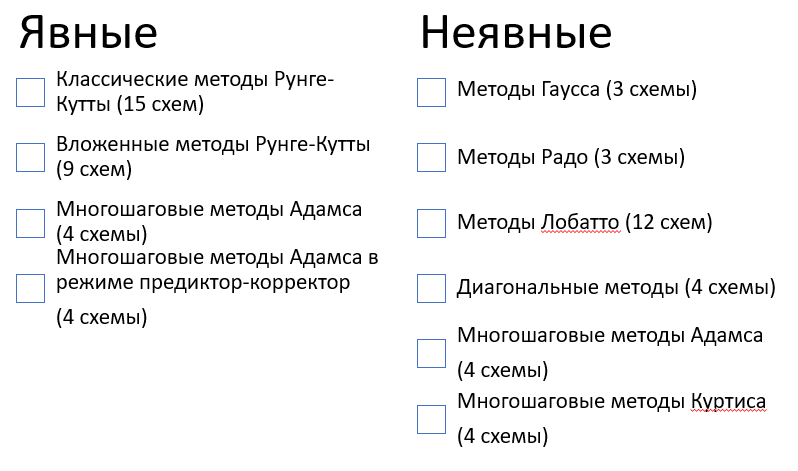 Явные
Классические методы Рунге-
Кутты (15 схем)
Вложенные методы Рунге-Кутты
(9 схем)
Многошаговые методы Адамса
(4 схемы)
Многошаговые методы Адамса в
режиме предиктор-корректор
(4 схемы)
Неявные
Методы Гаусса (3 схемы)
Методы Радо (3 схемы)
Методы Лобатто (12 схем)
Диагональные методы (4 схемы)
Многошаговые методы Адамса
(4 схемы)
Многошаговые методы Куртиса
(4 схемы)